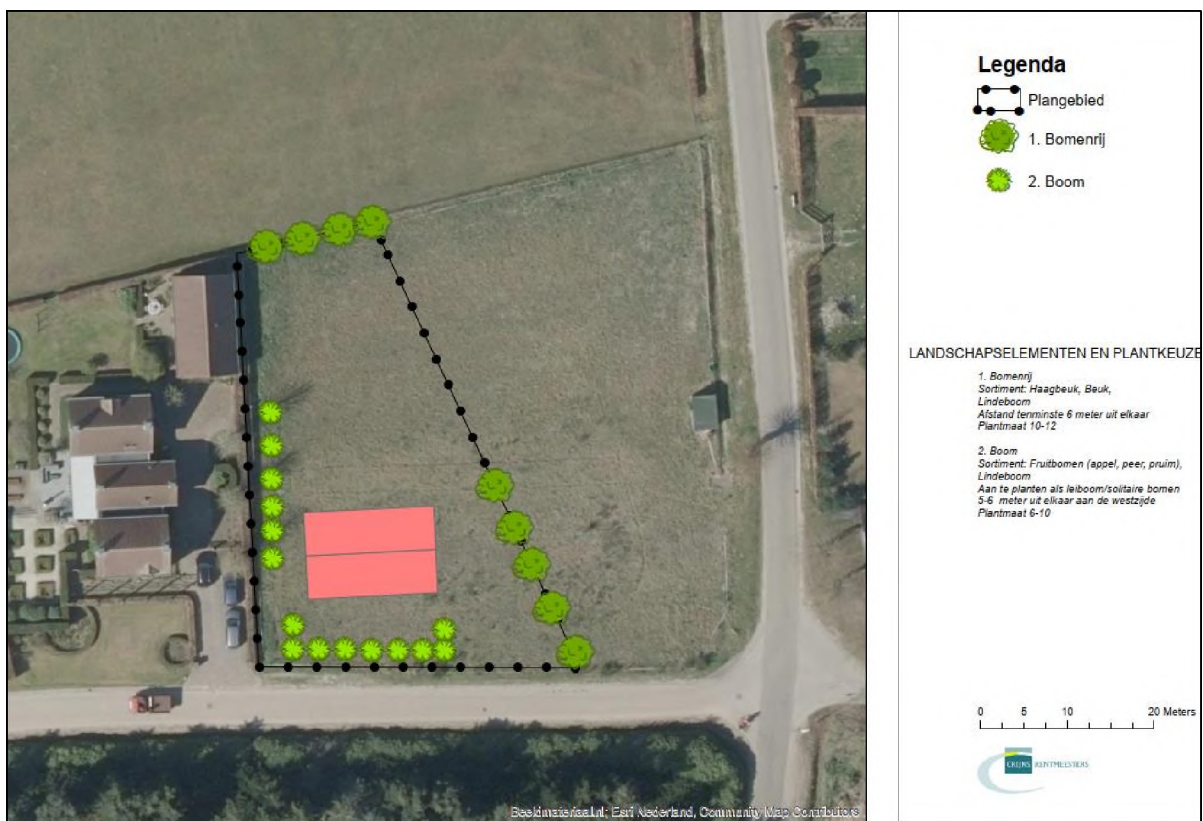 Legenda
Plangebied
1. Bomenrij
2. Boom
LANDSCHAPSELEMENTEN EN PLANTKEUZE
1. Bomenrij
Sortiment: Haagbeuk, Beuk,
Lindeboom
Afstand tenminste 6 meter uit elkaar
Plantmaat 10-12
2. Boom
Sortiment: Fruitbomen (appel, peer, pruim),
Lindeboom
Aan te planten als leiboom/solitaire bomen
5-6 meter uit elkaar aan de westzijde
Plantmaat 6-10
0 5 10 20 Meters
CRIJNS RENTMEESTERS
Beeldmateriaal.nl; Esri Nederland, Community Map Contributors